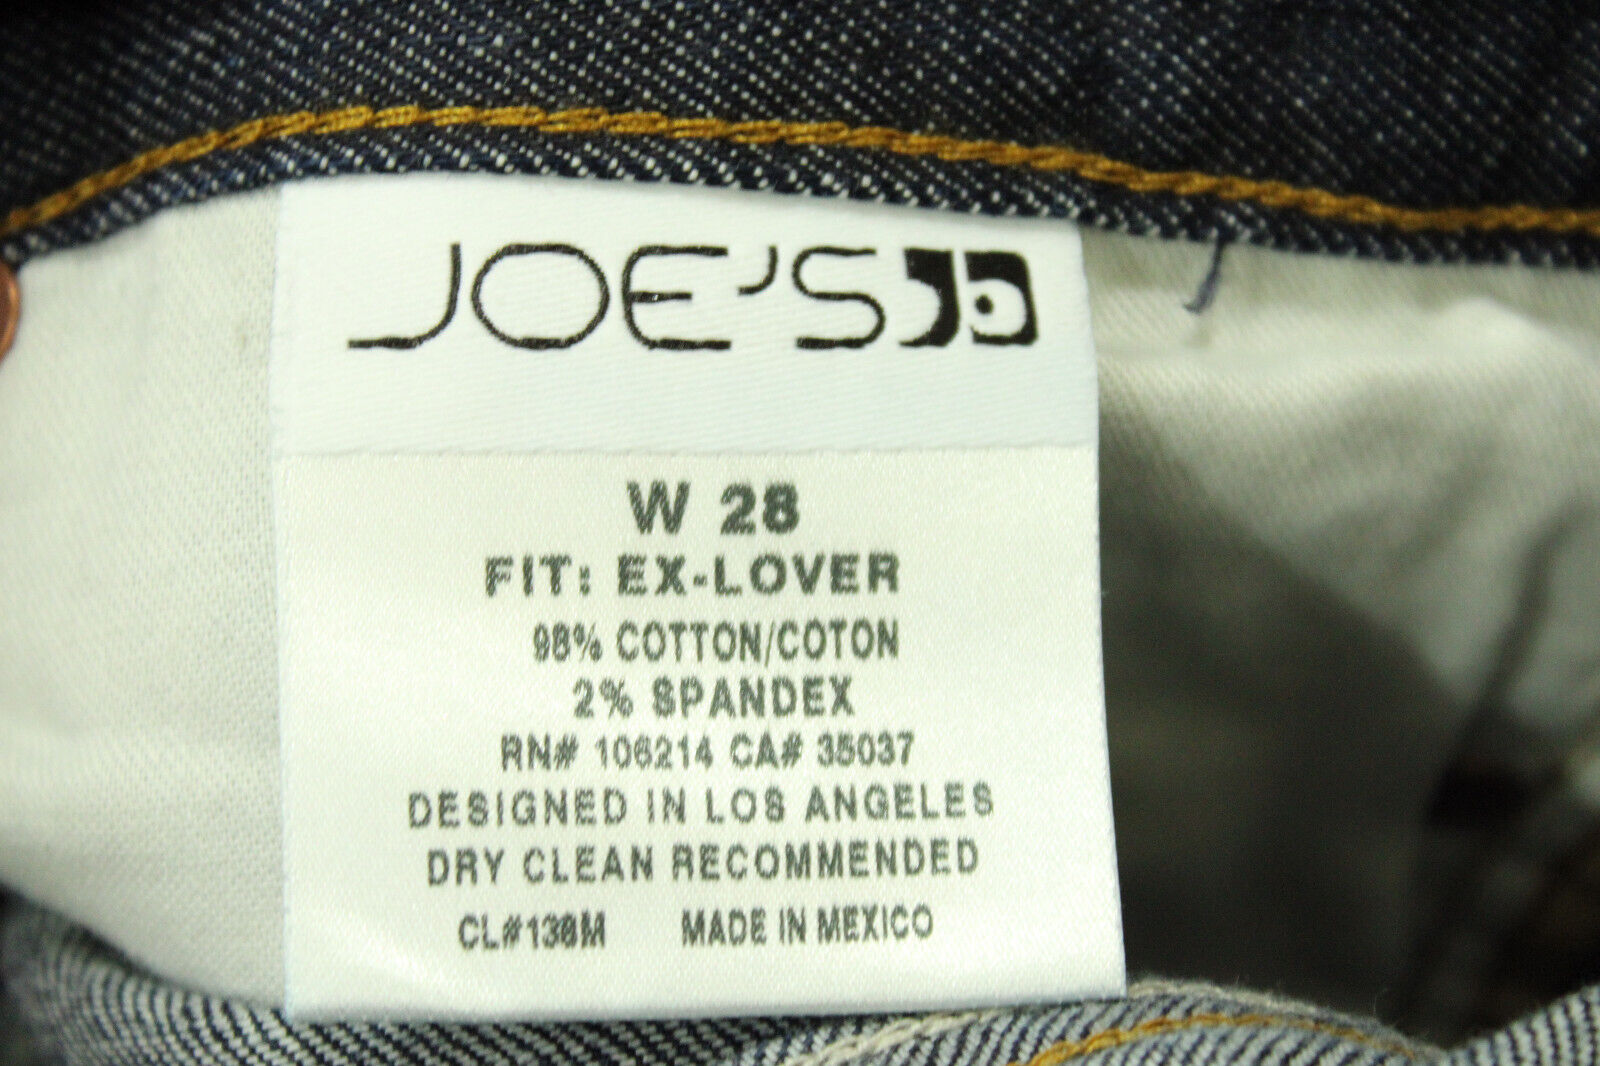 JOE'S
W 28
FIT: EX-LOVER
98% COTTON/COTON
2% SPANDEX
RN# 106214 CA# 35037
DESIGNED IN LOS ANGELES
DRY CLEAN RECOMMENDED
CL#138M MADE IN MEXICO